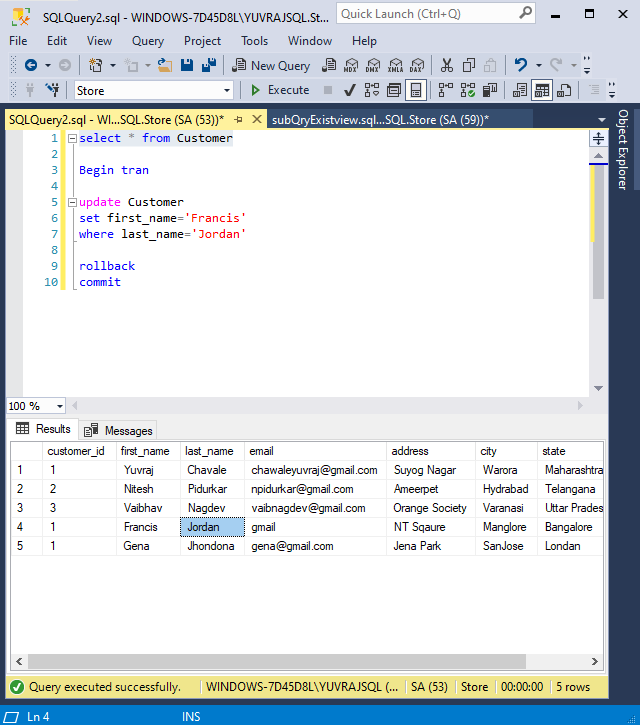 SQLQuery2.sql - WINDOWS-7D45D8L\YUVRAJSQL.St...
Quick Launch (Ctrl+Q)
File Edit View Query Project Tools Window Help
New Query MDX DMX XMLA DAX
Store Execute
SQLQuery2.sql - WI...SQL.Store (SA (53))* subQryExistview.sql...SQL.Store (SA (59))*
Object Explorer
1 select * from Customer
2
3 Begin tran
4
5 update Customer
6 set first_name='Francis'
7 where last_name='Jordan'
8
9 rollback
10 commit
100 %
Results Messages
customer_id first_name last_name email address city state
1 1 Yuvraj Chavale chawaleyuvraj@gmail.com Suyog Nagar Warora Maharashtra
2 2 Nitesh Pidurkar npidurkar@gmail.com Ameerpet Hydrabad Telangana
3 3 Vaibhav Nagdev vaibnagdev@gmail.com Orange Society Varanasi Uttar Prades
4 1 Francis Jordan gmail NT Sqaure Manglore Bangalore
5 1 Gena Jhondona gena@gmail.com Jena Park SanJose Londan
Query executed successfully. WINDOWS-7D45D8L\YUVRAJSQL (... SA (53) Store 00:00:00 5 rows
Ln 4 INS